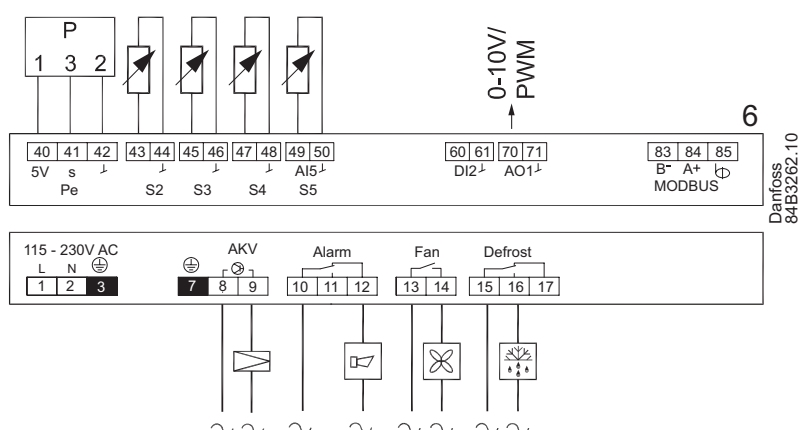 P
1 3 2
0-10V/
PWM
6
40 41 42 43 44 45 46 47 48 49 50 60 61 70 71 83 84 85
5V s AI5 DI2 AO1 B- A+
Pe S2 S3 S4 S5 MODBUS
Danfoss
84B3262.10
115 - 230V AC AKV Alarm Fan Defrost
L N
1 2 3 7 8 9 10 11 12 13 14 15 16 17